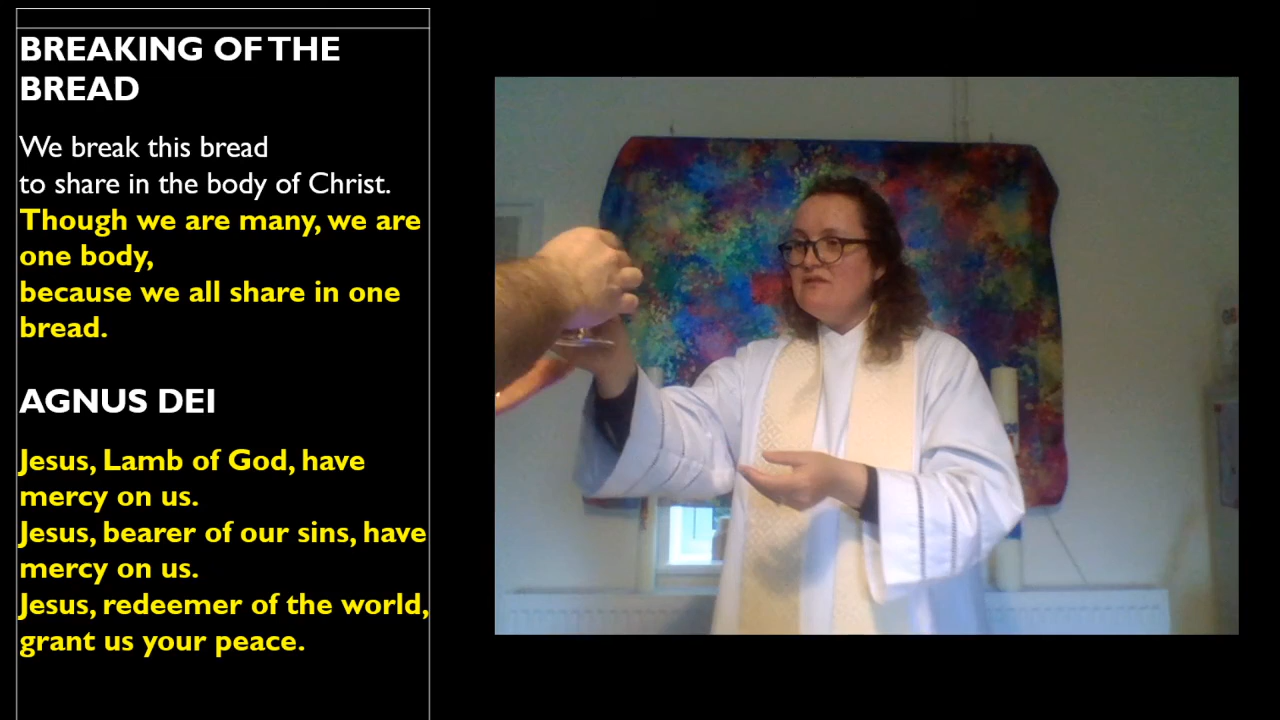 BREAKING OF THE
BREAD
We break this bread
to share in the body of Christ.
Though we are many, we are
one body,
because we all share in one
bread.
AGNUS DEI
Jesus, Lamb of God, have
mercy on us.
Jesus, bearer of our sins, have
mercy on us.
Jesus, redeemer of the world,
grant us your peace.